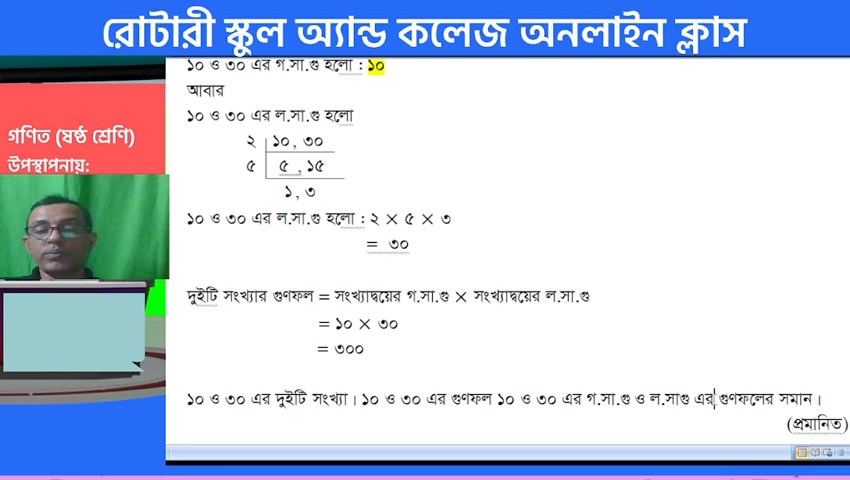 রোটারী স্কুল অ্যান্ড কলেজ অনলাইন ক্লাস
১০ ও ৩০ এর গ.সা.গু হলো : ১০
আবার
১০ ও ৩০ এর ল.সা.গু হলো
২ ১০, ৩০
৫ ৫ , ১৫
১, ৩
১০ ও ৩০ এর ল.সা.গু হলো : ২ × ৫ × ৩
= ৩০
দুইটি সংখ্যার গুণফল = সংখ্যাদ্বয়ের গ.সা.গু × সংখ্যাদ্বয়ের ল.সা.গু
= ১০ × ৩০
= ৩০০
১০ ও ৩০ এর দুইটি সংখ্যা। ১০ ও ৩০ এর গুণফল ১০ ও ৩০ এর গ.সা.গু ও ল.সাগু এর গুণফলের সমান।
(প্রমানিত)
গণিত (ষষ্ঠ শ্রেণি)
উপস্থাপনায়: